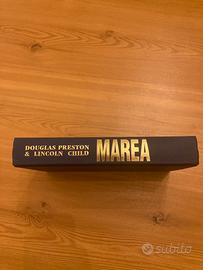 DOUGLAS PRESTON
& LINCOLN CHILD
MAREA
subito